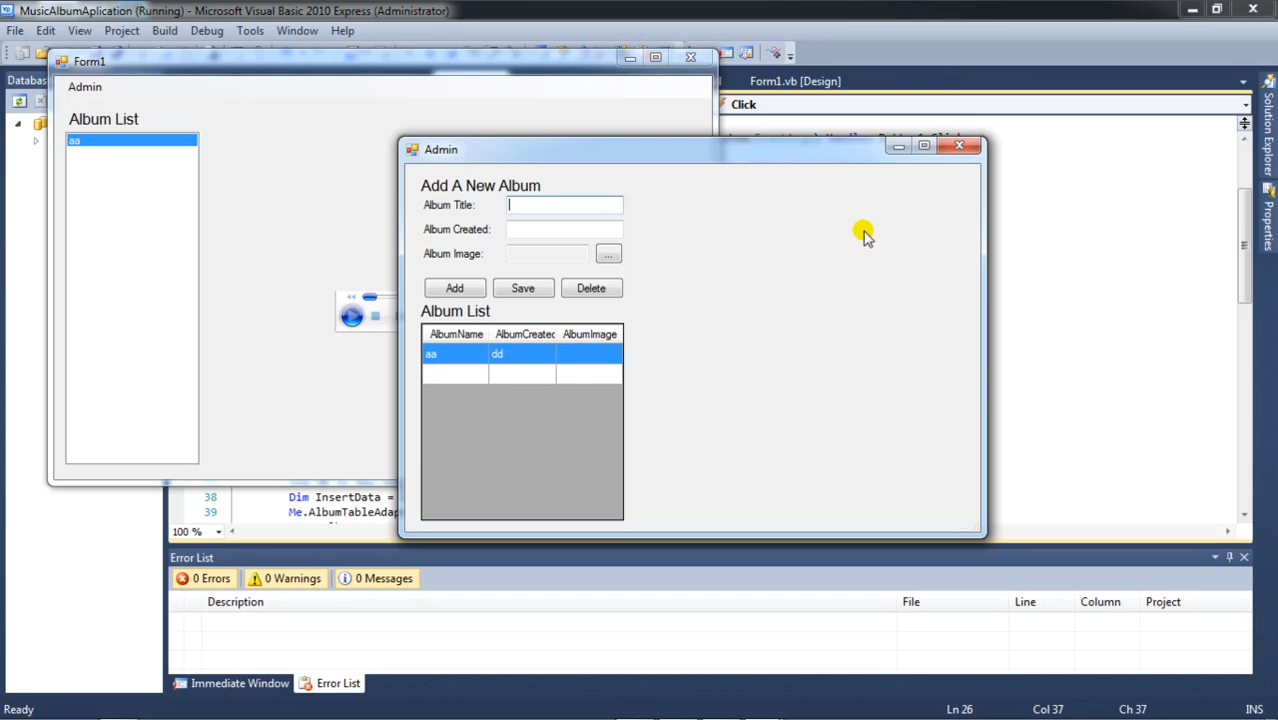 MusicAlbumAplication (Running) - Microsoft Visual Basic 2010 Express (Administrator)
File Edit View Project Build Debug Tools Window Help
Form1
Form1.vb [Design]
Click
Admin
Album List
aa
Admin
Add A New Album
Album Title:
Album Created:
Album Image: ...
Add Save Delete
Album List
AlbumName AlbumCreated AlbumImage
aa dd
38 Dim InsertData =
39
100 %
Error List
0 Errors 0 Warnings 0 Messages
Description File Line Column Project
Immediate Window Error List
Ready Ln 26 Col 37 Ch 37 INS
Solution Explorer
Properties